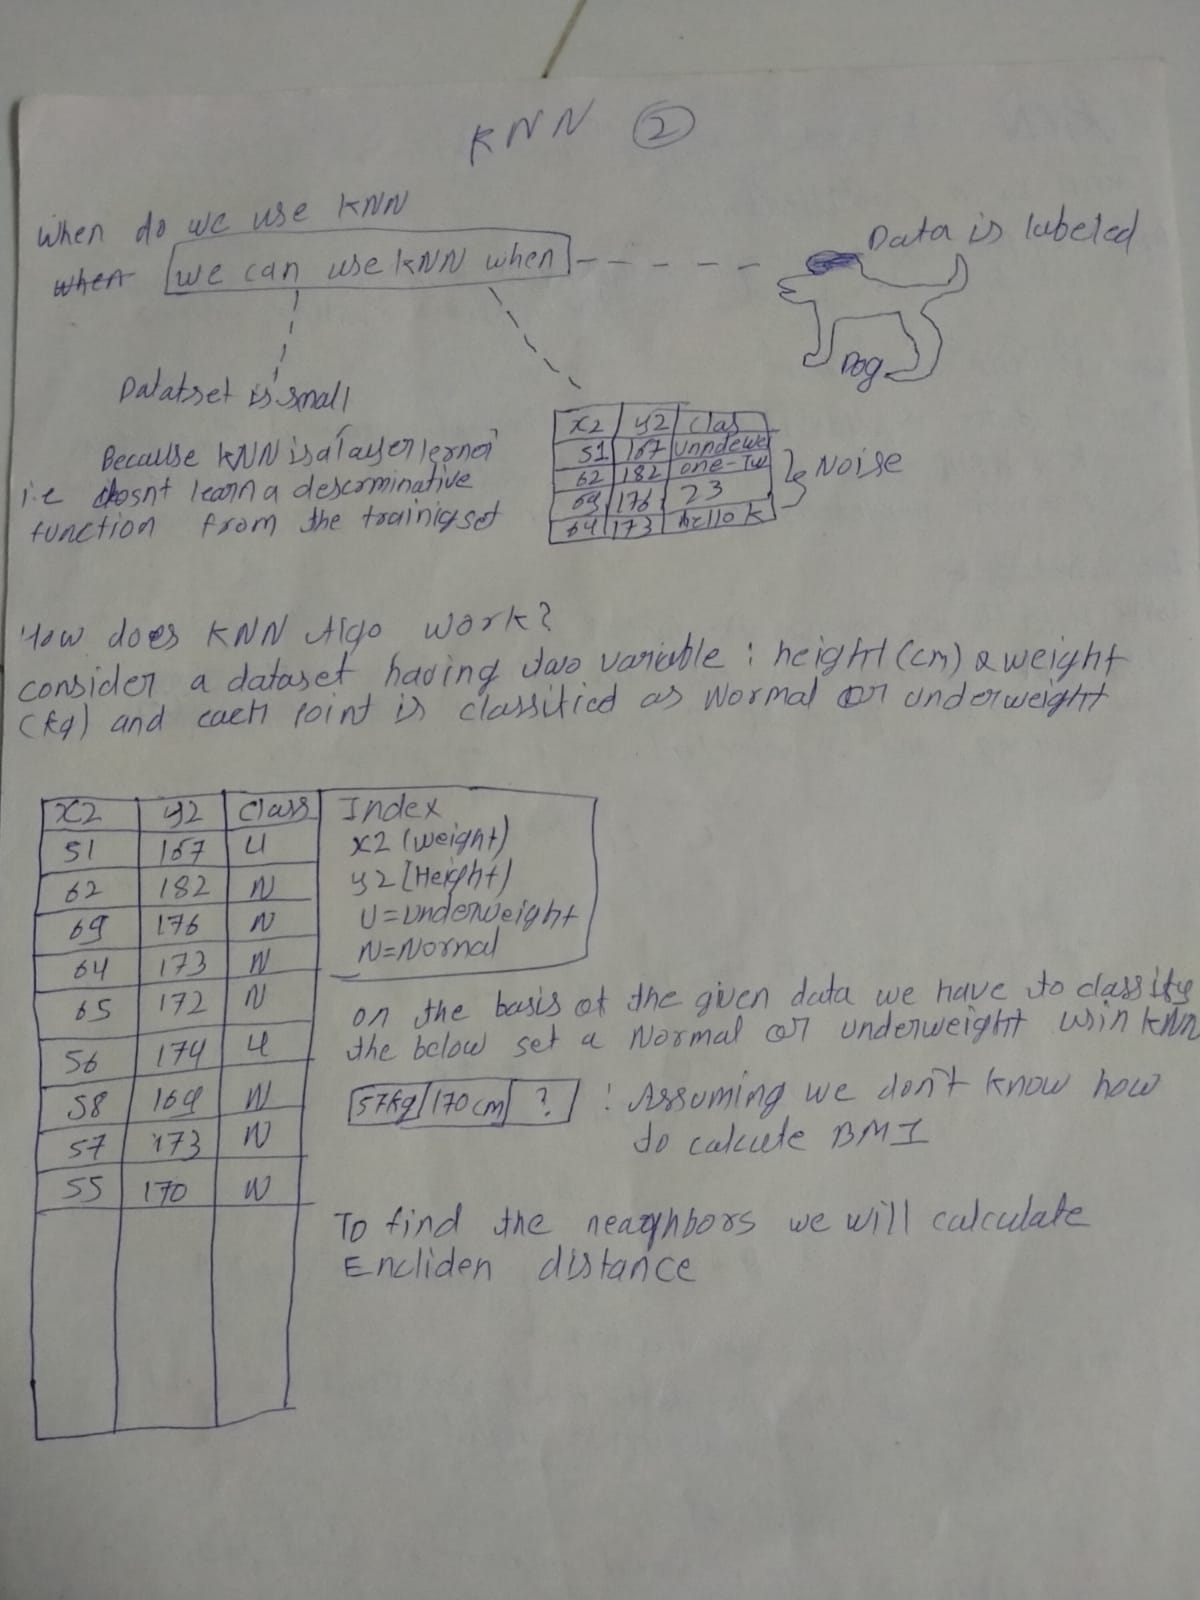 KNN ②
When do we use KNN
when we can use KNN when
Data is labeled
Dog
Datatset is small
Because KNN is a layer lerner
i.e dosnt learn a descriminative
function from the trainig set
x2 y2 clas
51 167 unndewe
62 182 one-Tw
69 176 23
64 173 hello k
Noise
How does KNN Algo work?
consider a dataset having two variable : height (cm) & weight
(kg) and each point is classified as Normal or underweight
x2 y2 class
51 167 U
62 182 N
69 176 N
64 173 N
65 172 N
56 174 U
58 169 N
57 173 N
55 170 N
Index
x2 (weight)
y2 [Height)
U=underweight
N=Normal
on the basis of the given data we have to classify
the below set a Normal or underweight usin KNN
57kg 170 cm ? : Assuming we don't know how
to calcute BMI
To find the neaghbors we will calculate
Encliden distance